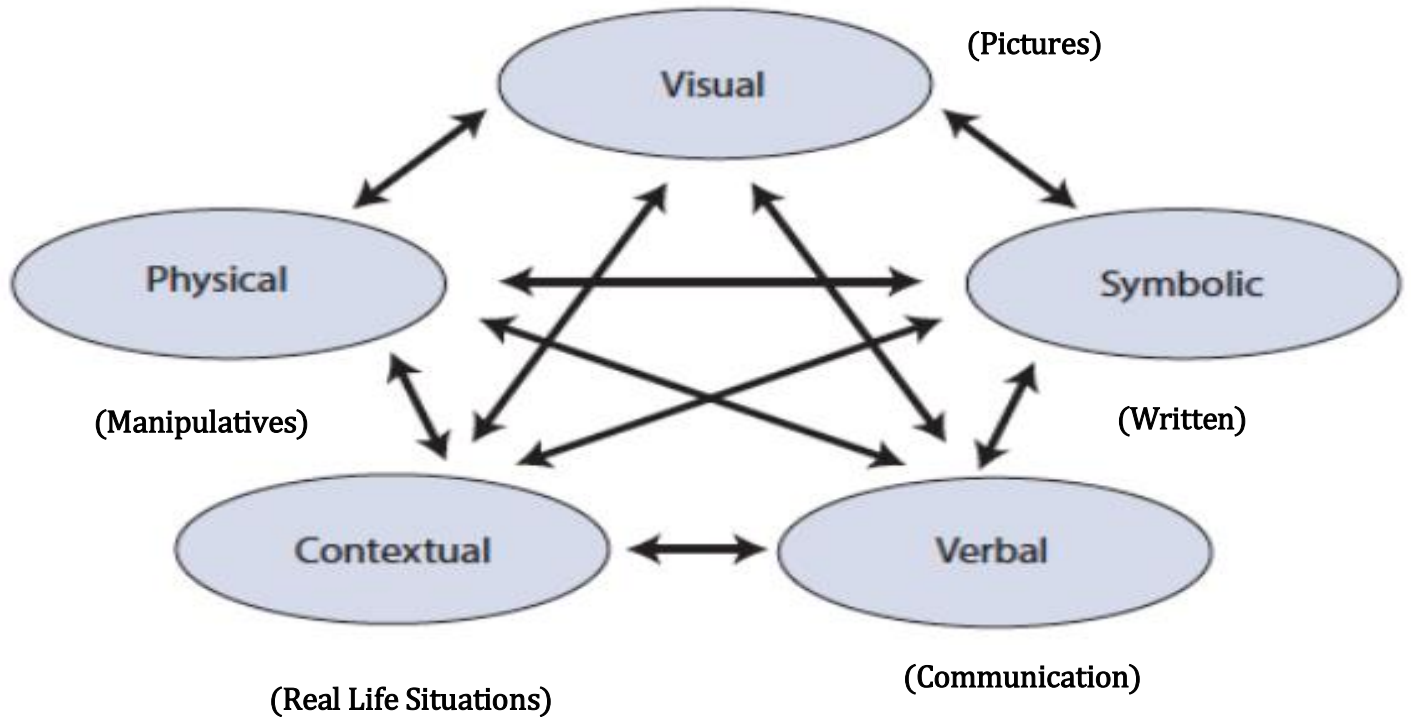 (Pictures)
Visual
Physical
Symbolic
(Manipulatives)
(Written)
Contextual
Verbal
(Real Life Situations)
(Communication)